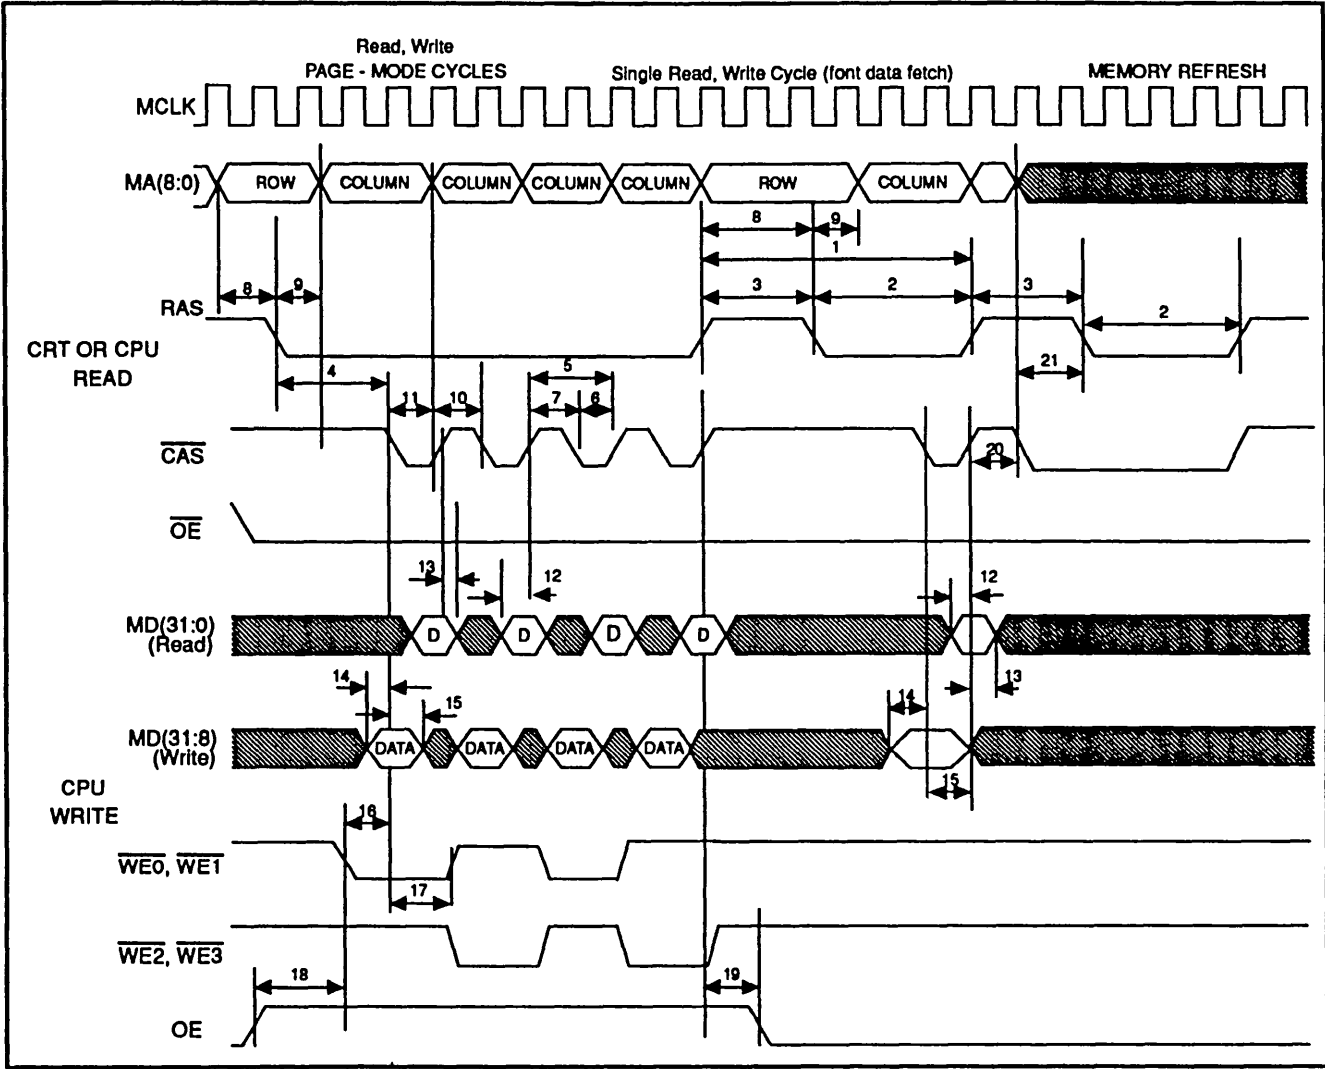 Read, Write
PAGE - MODE CYCLES Single Read, Write Cycle (font data fetch) MEMORY REFRESH
MCLK
MA(8:0) ROW COLUMN COLUMN COLUMN COLUMN ROW COLUMN
8 9
1
8 9 3 2 3 2
RAS
CRT OR CPU
READ
4 5 21
11 10 7 6
CAS 20
OE
13 12 12
MD(31:0) D D D D
(Read)
14 15 14 13
MD(31:8) DATA DATA DATA DATA
(Write)
15
CPU
WRITE
16
WE0, WE1
17
WE2, WE3
18 19
OE